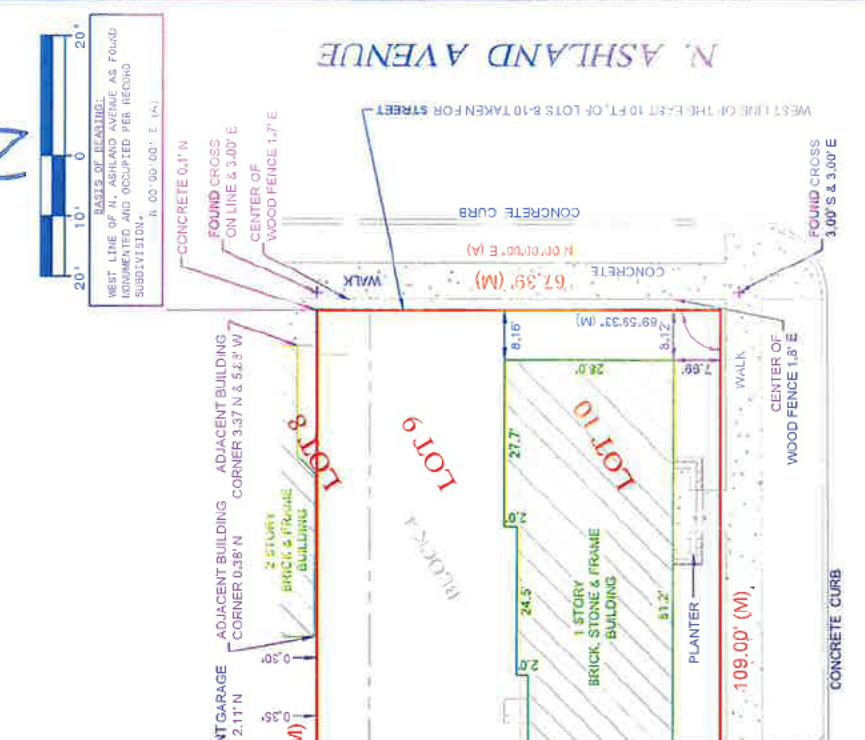 N. ASHLAND AVENUE
WEST LINE OF THE EAST 10 FT. OF LOTS 8-10 TAKEN FOR STREET
20'
0
10'
20'
BASIS OF BEARING:
WEST LINE OF N. ASHLAND AVENUE AS FOUND
MONUMENTED AND OCCUPIED PER RECORD
SUBDIVISION.
N 00°00'00" E (A)
CONCRETE 0.1' N
FOUND CROSS
ON LINE & 3.00' E
CENTER OF
WOOD FENCE 1.7' E
CONCRETE CURB
N 00°00'00" E (A)
67.39' (M)
CONCRETE
WALK
FOUND CROSS
3.00' S & 3.00' E
89°59'33" (M)
8.16'
8.12'
7.99'
28.0'
WALK
CENTER OF
WOOD FENCE 1.8' E
ADJACENT BUILDING
CORNER 3.37 N & 5.28' W
LOT 8
LOT 9
LOT 10
BLOCK 4
27.7'
2.0'
24.5'
2.0'
2 STORY
BRICK & FRAME
BUILDING
ADJACENT BUILDING
CORNER 0.38' N
1 STORY
BRICK, STONE & FRAME
BUILDING
81.2'
PLANTER
109.00' (M)
CONCRETE CURB
0.30'
0.35'
NT GARAGE
2.11' N
M)